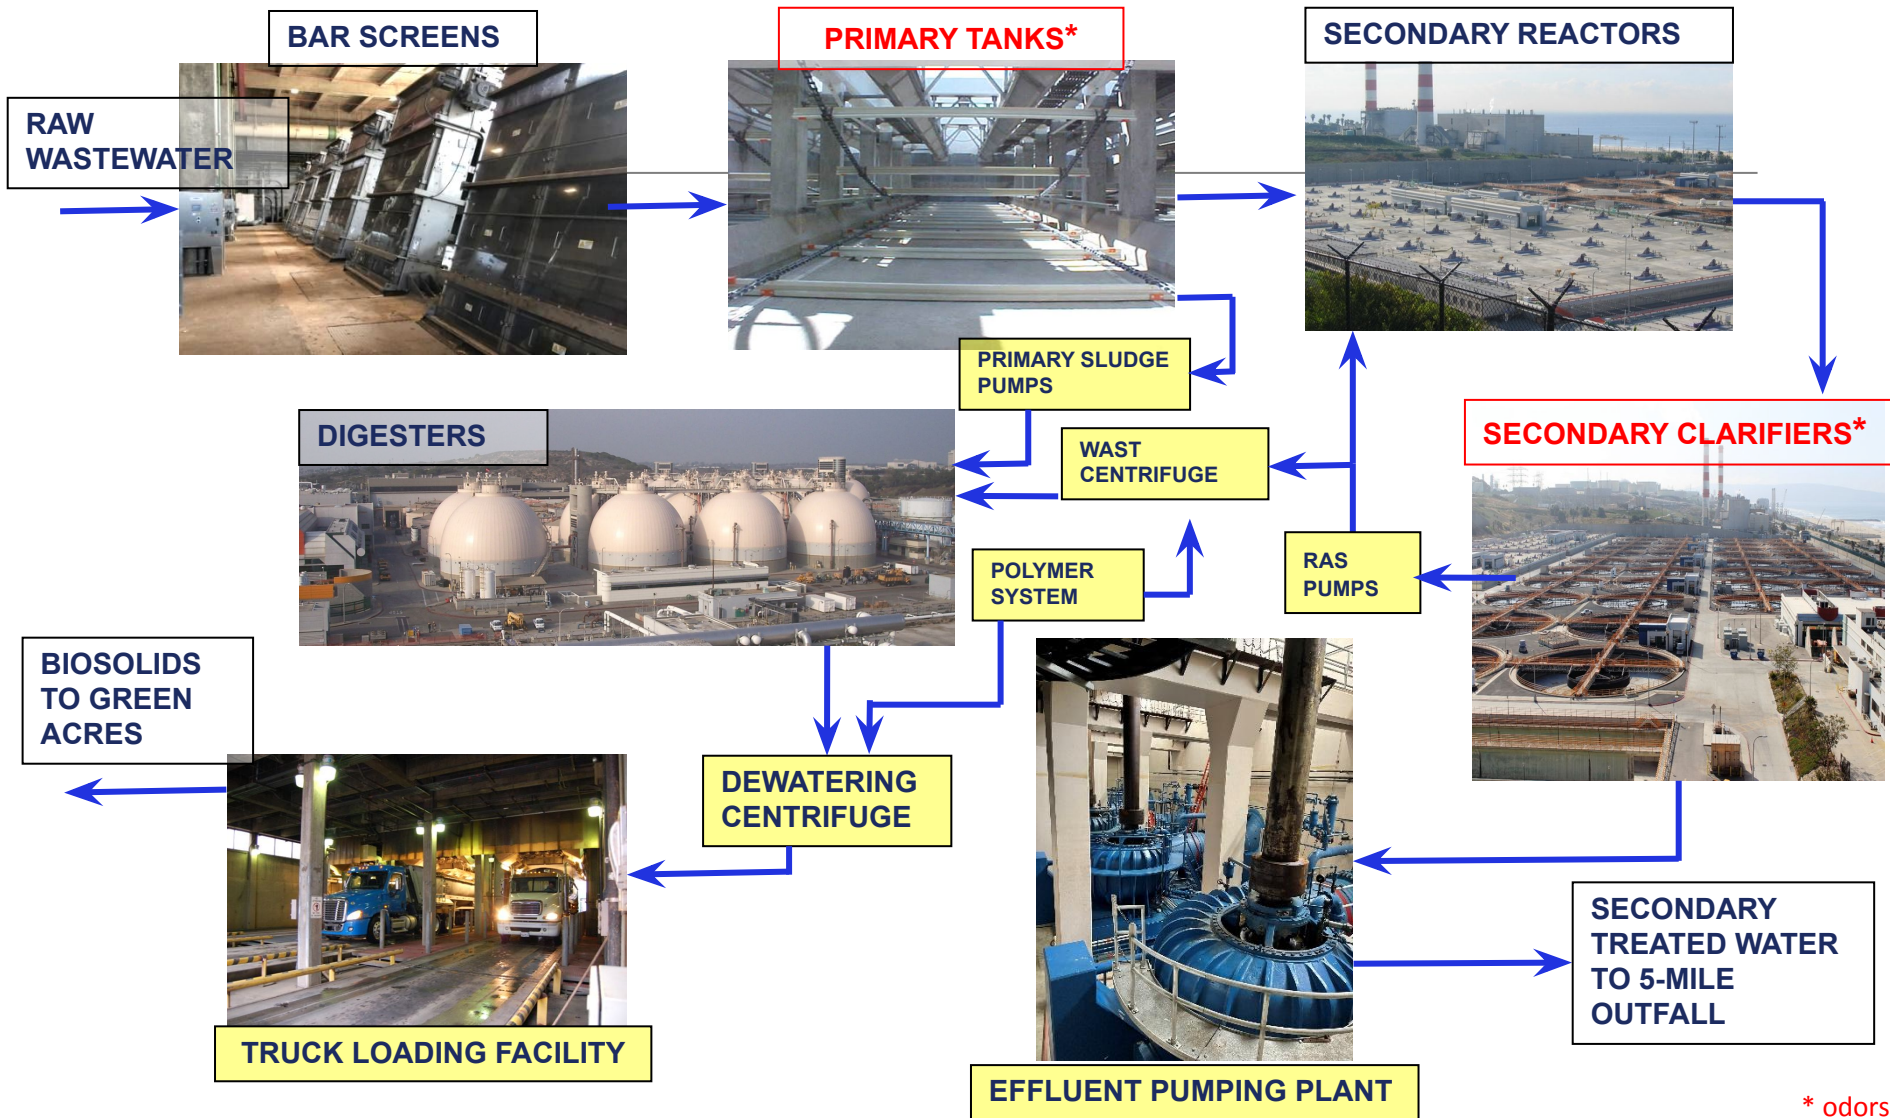 BAR SCREENS
PRIMARY TANKS*
SECONDARY REACTORS
RAW
WASTEWATER
PRIMARY SLUDGE
PUMPS
DIGESTERS
WAST
CENTRIFUGE
SECONDARY CLARIFIERS*
POLYMER
SYSTEM
RAS
PUMPS
BIOSOLIDS
TO GREEN
ACRES
DEWATERING
CENTRIFUGE
SECONDARY
TREATED WATER
TO 5-MILE
OUTFALL
TRUCK LOADING FACILITY
EFFLUENT PUMPING PLANT
* odors